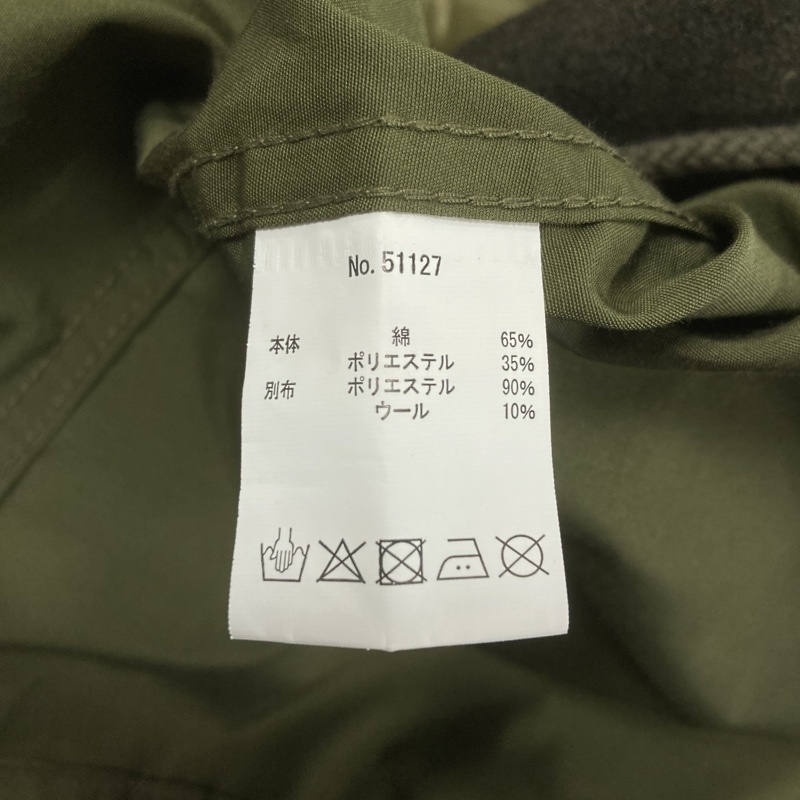 No. 51127
本体 綿 65%
ポリエステル 35%
別布 ポリエステル 90%
ウール 10%